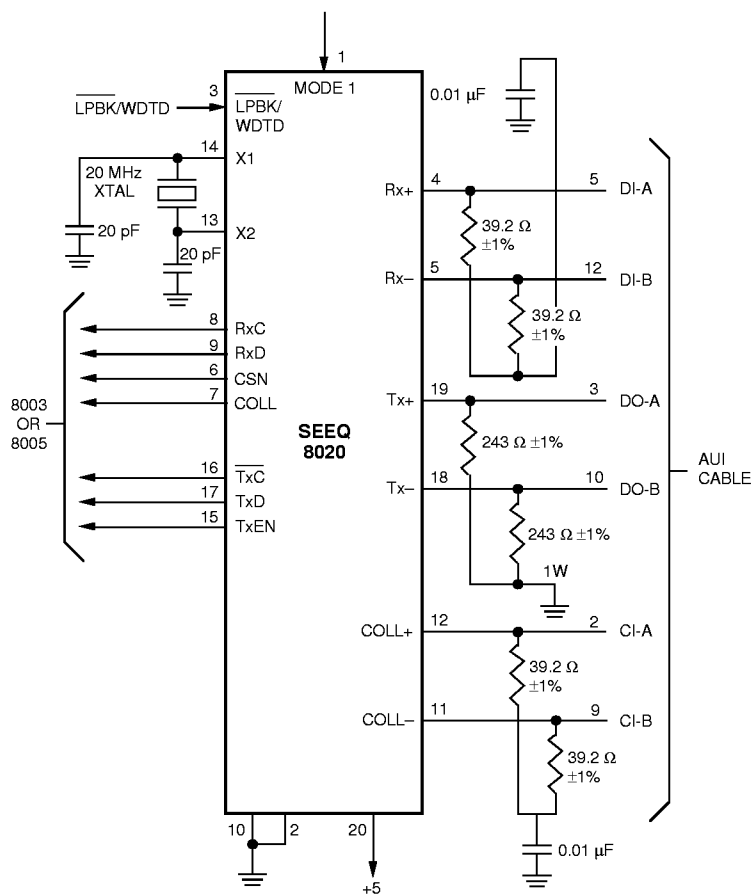 1
MODE 1
3
L̅P̅B̅K̅/WDTD
L̅P̅B̅K̅/
WDTD
14
X1
20 MHz
XTAL
13
X2
20 pF
20 pF
8
RxC
9
RxD
6
CSN
7
COLL
8003
OR
8005
16
T̅x̅C̅
17
TxD
15
TxEN
SEEQ
8020
0.01 µF
Rx+
4
5
DI-A
39.2 Ω
±1%
Rx–
5
12
DI-B
39.2 Ω
±1%
Tx+
19
3
DO-A
243 Ω ±1%
Tx–
18
10
DO-B
243 Ω ±1%
1W
AUI
CABLE
COLL+
12
2
CI-A
39.2 Ω
±1%
COLL–
11
9
CI-B
39.2 Ω
±1%
10
2
20
+5
0.01 µF